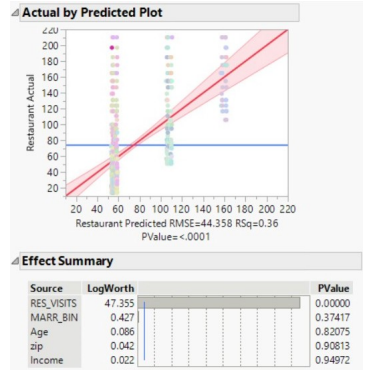 Actual by Predicted Plot
220
200
180
160
140
120
100
80
60
40
20
Restaurant Actual
20 40 60 80 100 120 140 160 180 200 220
Restaurant Predicted RMSE=44.358 RSq=0.36
PValue=<.0001
Effect Summary
Source LogWorth PValue
RES_VISITS 47.355 0.00000
MARR_BIN 0.427 0.37417
Age 0.086 0.82075
zip 0.042 0.90813
Income 0.022 0.94972